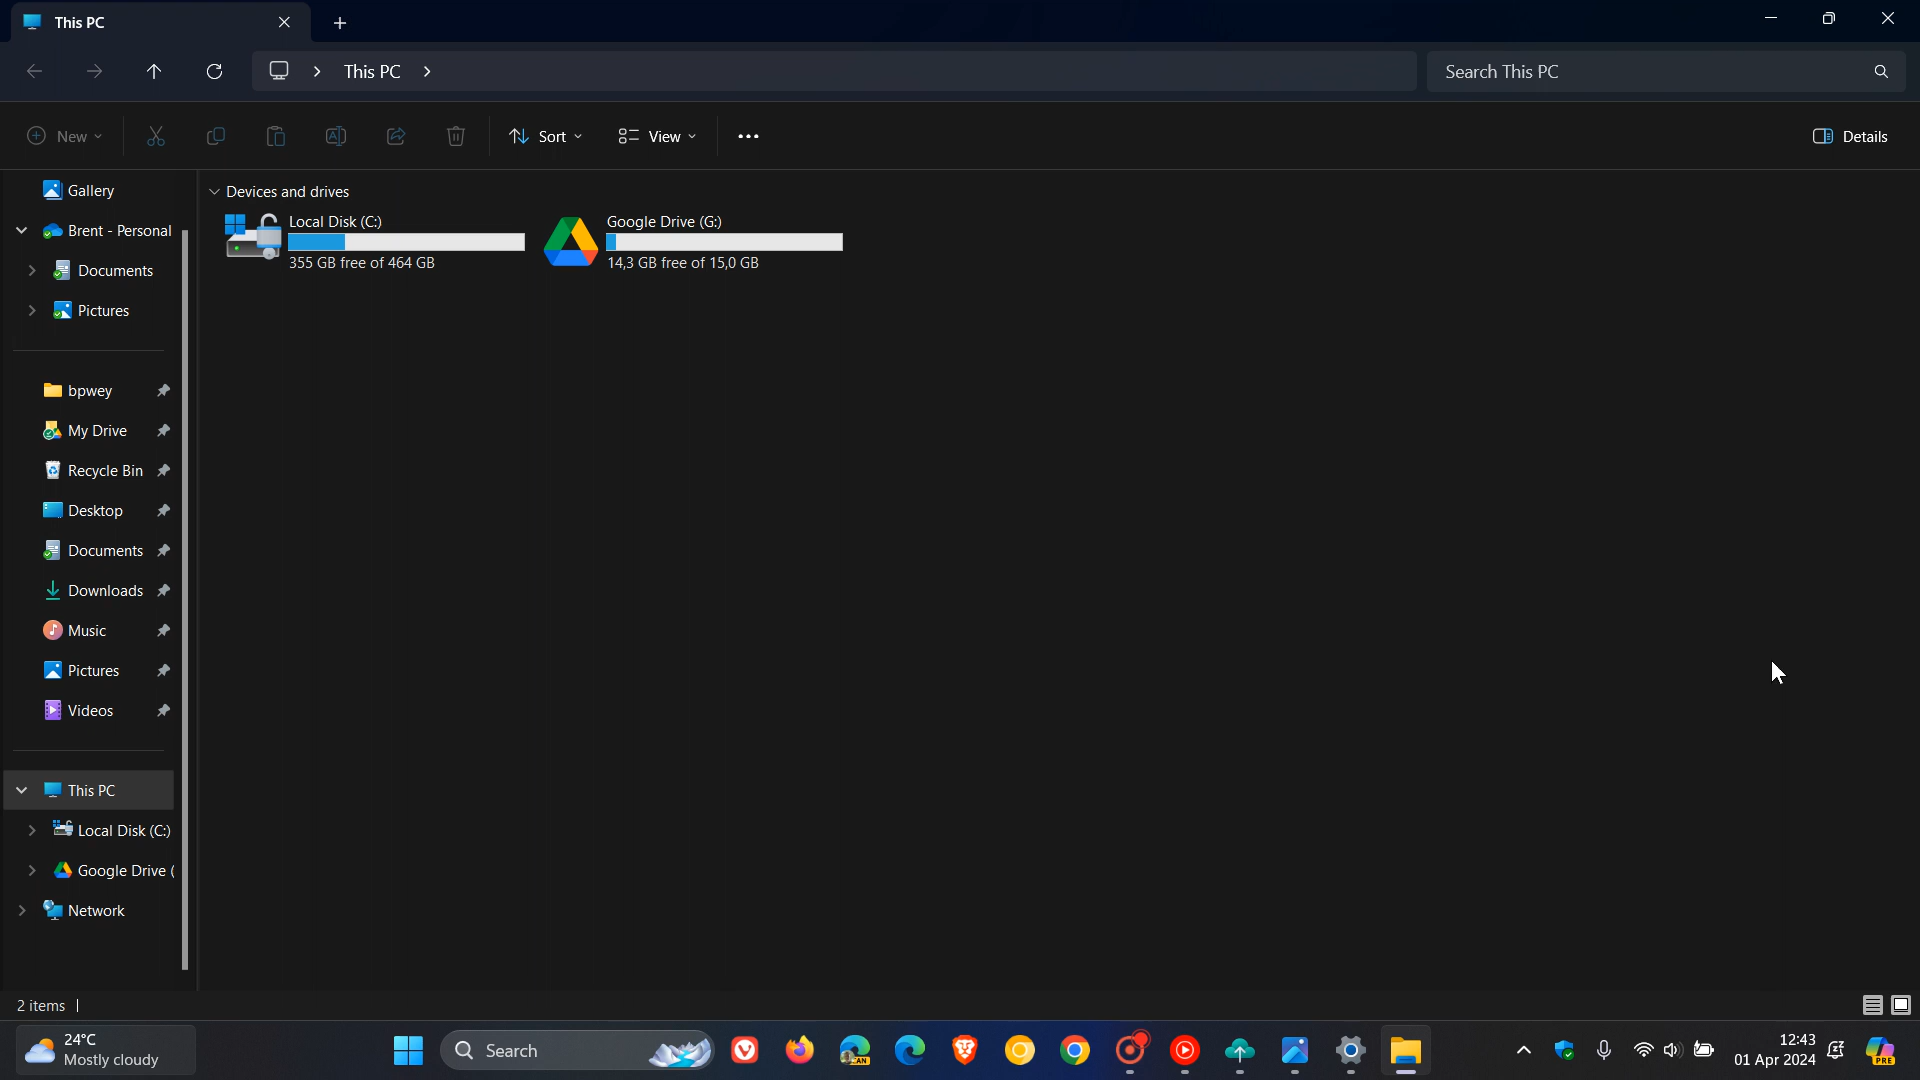 This PC
This PC
Search This PC
New
Sort
View
Details
Gallery
Brent - Personal
Documents
Pictures
bpwey
My Drive
Recycle Bin
Desktop
Documents
Downloads
Music
Pictures
Videos
This PC
Local Disk (C:)
Google Drive (
Network
Devices and drives
Local Disk (C:)
355 GB free of 464 GB
Google Drive (G:)
14,3 GB free of 15,0 GB
2 items
24°C
Mostly cloudy
Search
CAN
12:43
01 Apr 2024
PRE